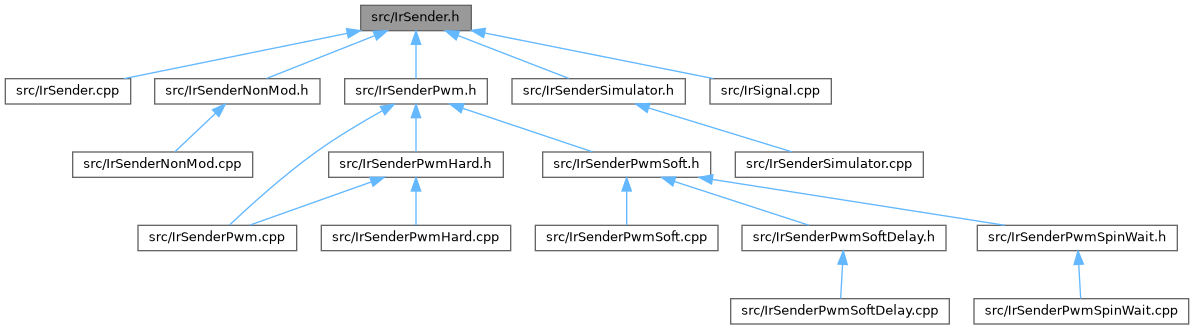 src/IrSender.h
src/IrSender.cpp
src/IrSenderNonMod.h
src/IrSenderPwm.h
src/IrSenderSimulator.h
src/IrSignal.cpp
src/IrSenderNonMod.cpp
src/IrSenderPwmHard.h
src/IrSenderPwmSoft.h
src/IrSenderSimulator.cpp
src/IrSenderPwm.cpp
src/IrSenderPwmHard.cpp
src/IrSenderPwmSoft.cpp
src/IrSenderPwmSoftDelay.h
src/IrSenderPwmSpinWait.h
src/IrSenderPwmSoftDelay.cpp
src/IrSenderPwmSpinWait.cpp